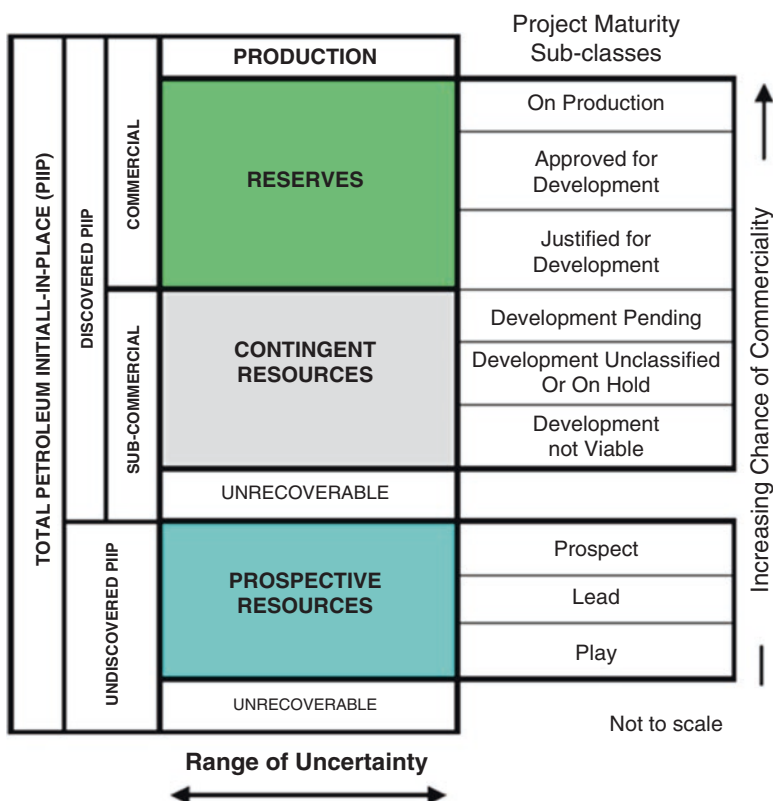 Project Maturity
Sub-classes
TOTAL PETROLEUM INITIALL-IN-PLACE (PIIP)
DISCOVERED PIIP
COMMERCIAL
PRODUCTION
RESERVES
On Production
Approved for
Development
Justified for
Development
SUB-COMMERCIAL
CONTINGENT
RESOURCES
Development Pending
Development Unclassified
Or On Hold
Development
not Viable
UNRECOVERABLE
UNDISCOVERED PIIP
PROSPECTIVE
RESOURCES
Prospect
Lead
Play
UNRECOVERABLE
Increasing Chance of Commerciality
Not to scale
Range of Uncertainty